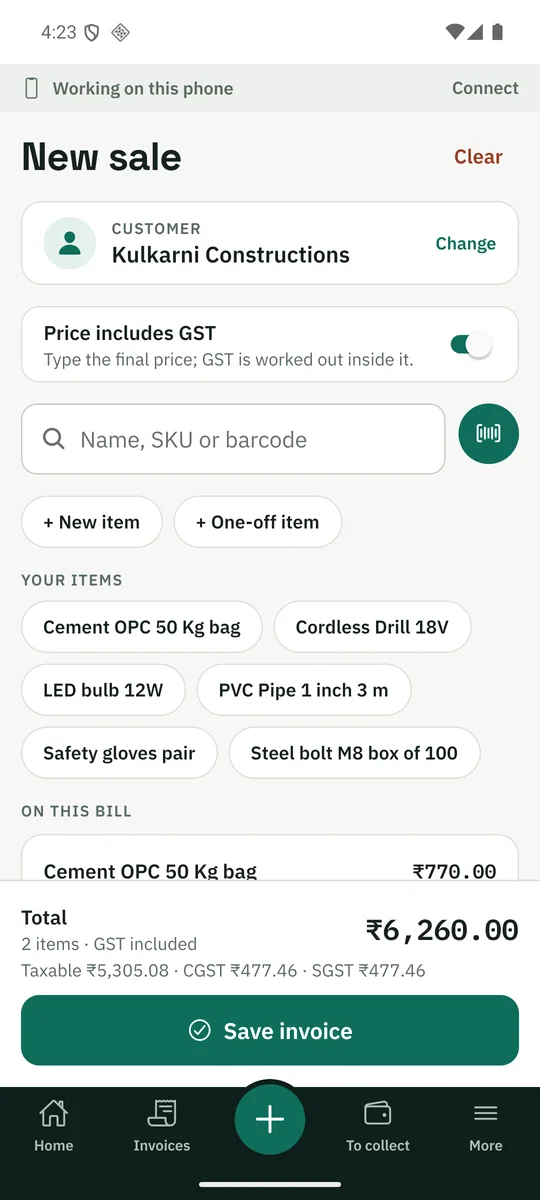 4:23
Working on this phone Connect
New sale Clear
CUSTOMER
Kulkarni Constructions Change
Price includes GST
Type the final price; GST is worked out inside it.
Name, SKU or barcode
+ New item + One-off item
YOUR ITEMS
Cement OPC 50 Kg bag Cordless Drill 18V
LED bulb 12W PVC Pipe 1 inch 3 m
Safety gloves pair Steel bolt M8 box of 100
ON THIS BILL
Cement OPC 50 Kg bag ₹770.00
Total
₹6,260.00
2 items · GST included
Taxable ₹5,305.08 · CGST ₹477.46 · SGST ₹477.46
Save invoice
Home Invoices To collect More